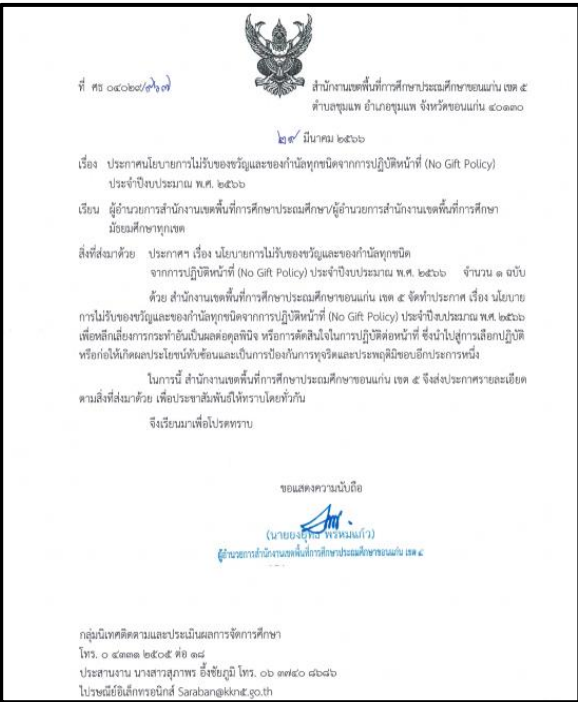 ที่ ศธ ๐๔๐๒๙/๙๖๗
สำนักงานเขตพื้นที่การศึกษาประถมศึกษาขอนแก่น เขต ๕
ตำบลชุมแพ อำเภอชุมแพ จังหวัดขอนแก่น ๔๐๑๓๐
๒๙ มีนาคม ๒๕๖๖
เรื่อง ประกาศนโยบายการไม่รับของขวัญและของกำนัลทุกชนิดจากการปฏิบัติหน้าที่ (No Gift Policy)
ประจำปีงบประมาณ พ.ศ. ๒๕๖๖
เรียน ผู้อำนวยการสำนักงานเขตพื้นที่การศึกษาประถมศึกษา/ผู้อำนวยการสำนักงานเขตพื้นที่การศึกษา
มัธยมศึกษาทุกเขต
สิ่งที่ส่งมาด้วย ประกาศฯ เรื่อง นโยบายการไม่รับของขวัญและของกำนัลทุกชนิด
จากการปฏิบัติหน้าที่ (No Gift Policy) ประจำปีงบประมาณ พ.ศ. ๒๕๖๖ จำนวน ๑ ฉบับ
ด้วย สำนักงานเขตพื้นที่การศึกษาประถมศึกษาขอนแก่น เขต ๕ จัดทำประกาศ เรื่อง นโยบาย
การไม่รับของขวัญและของกำนัลทุกชนิดจากการปฏิบัติหน้าที่ (No Gift Policy) ประจำปีงบประมาณ พ.ศ. ๒๕๖๖
เพื่อหลีกเลี่ยงการกระทำอันเป็นผลต่อดุลพินิจ หรือการตัดสินใจในการปฏิบัติต่อหน้าที่ ซึ่งนำไปสู่การเลือกปฏิบัติ
หรือก่อให้เกิดผลประโยชน์ทับซ้อนและเป็นการป้องกันการทุจริตและประพฤติมิชอบอีกประการหนึ่ง
ในการนี้ สำนักงานเขตพื้นที่การศึกษาประถมศึกษาขอนแก่น เขต ๕ จึงส่งประกาศรายละเอียด
ตามสิ่งที่ส่งมาด้วย เพื่อประชาสัมพันธ์ให้ทราบโดยทั่วกัน
จึงเรียนมาเพื่อโปรดทราบ
ขอแสดงความนับถือ
(นายยงยุทธ พรหมแก้ว)
ผู้อำนวยการสำนักงานเขตพื้นที่การศึกษาประถมศึกษาขอนแก่น เขต ๕
กลุ่มนิเทศติดตามและประเมินผลการจัดการศึกษา
โทร. ๐ ๔๓๓๑ ๒๕๐๕ ต่อ ๑๘
ประสานงาน นางสาวสุภาพร อึ้งชัยภูมิ โทร. ๐๖ ๓๗๔๐ ๘๖๘๖
ไปรษณีย์อิเล็กทรอนิกส์ Saraban@kkn๕.go.th